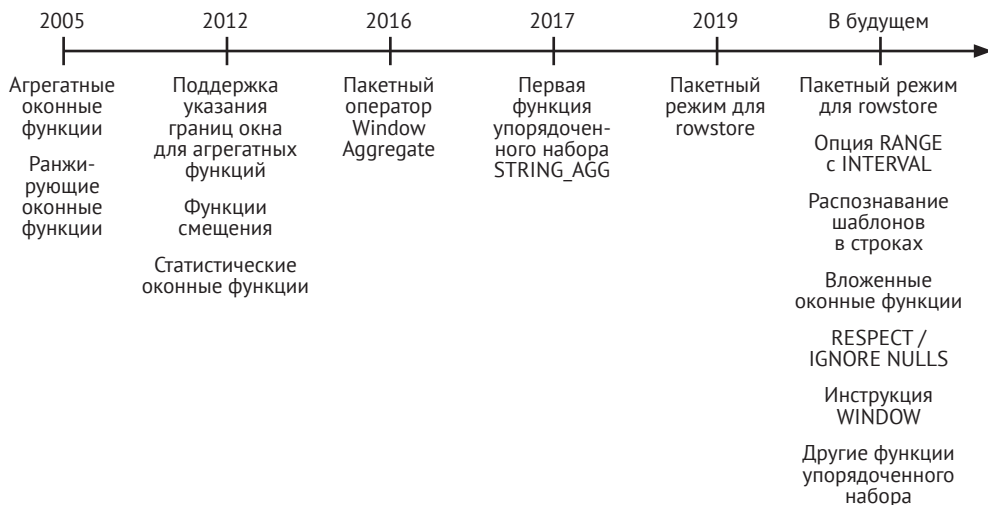 2005
2012
2016
2017
2019
В будущем
Агрегатные
оконные
функции
Ранжи-
рующие
оконные
функции
Поддержка
указания
границ окна
для агрегатных
функций
Функции
смещения
Статистические
оконные функции
Пакетный
оператор
Window
Aggregate
Первая
функция
упорядочен-
ного набора
STRING_AGG
Пакетный
режим для
rowstore
Пакетный режим
для rowstore
Опция RANGE
с INTERVAL
Распознавание
шаблонов
в строках
Вложенные
оконные функции
RESPECT /
IGNORE NULLS
Инструкция
WINDOW
Другие функции
упорядоченного
набора